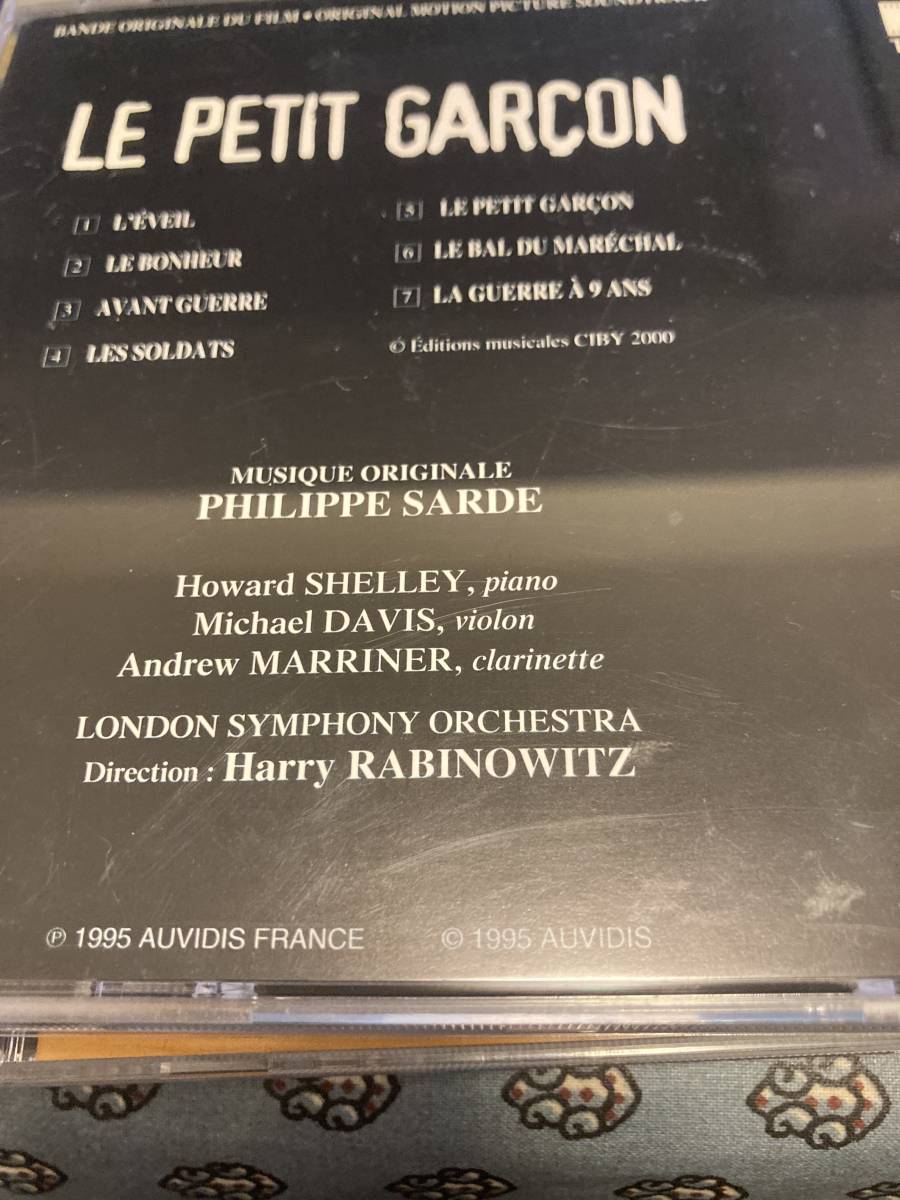 BANDE ORIGINALE DU FILM • ORIGINAL MOTION PICTURE SOUNDTRACK
LE PETIT GARÇON
1 L'ÉVEIL
2 LE BONHEUR
3 AVANT GUERRE
4 LES SOLDATS
5 LE PETIT GARÇON
6 LE BAL DU MARÉCHAL
7 LA GUERRE À 9 ANS
© Éditions musicales CIBY 2000
MUSIQUE ORIGINALE
PHILIPPE SARDE
Howard SHELLEY, piano
Michael DAVIS, violon
Andrew MARRINER, clarinette
LONDON SYMPHONY ORCHESTRA
Direction : Harry RABINOWITZ
℗ 1995 AUVIDIS FRANCE © 1995 AUVIDIS